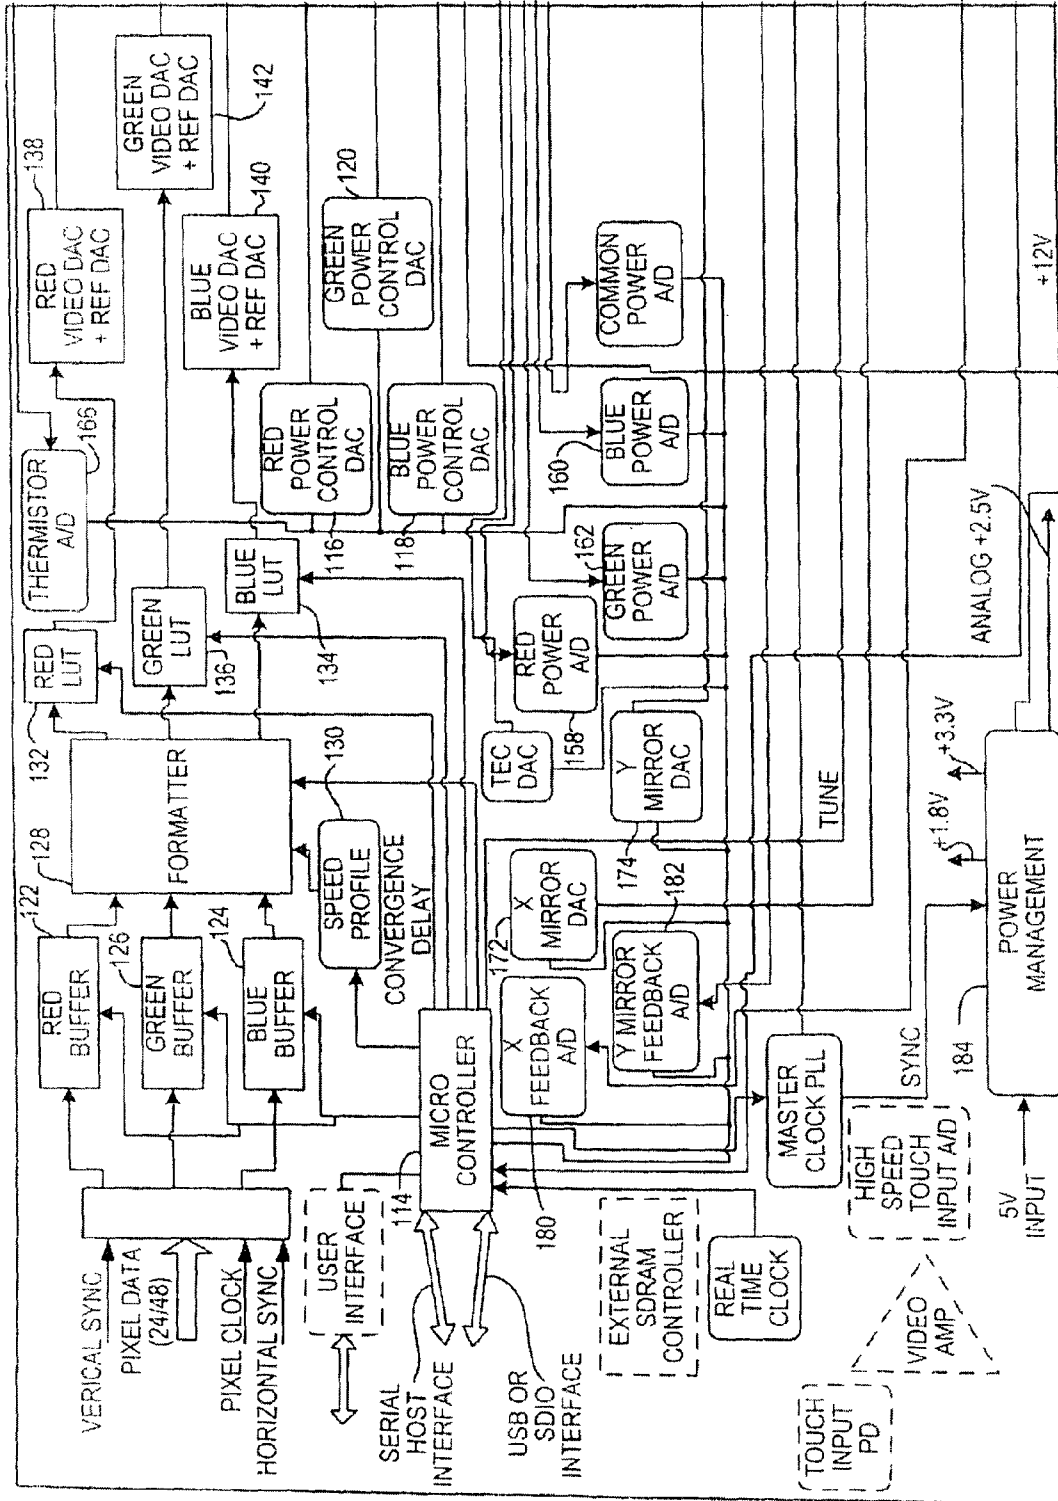 VERICAL SYNC
PIXEL DATA
(24/48)
PIXEL CLOCK
HORIZONTAL SYNC
RED
BUFFER
122
GREEN
BUFFER
126
BLUE
BUFFER
124
128
FORMATTER
SPEED
PROFILE
130
CONVERGENCE
DELAY
132
RED
LUT
GREEN
LUT
136
BLUE
LUT
134
THERMISTOR
A/D
166
RED
VIDEO DAC
+ REF DAC
138
GREEN
VIDEO DAC
+ REF DAC
142
BLUE
VIDEO DAC
+ REF DAC
140
RED
POWER
CONTROL
DAC
116
GREEN
POWER
CONTROL
DAC
120
BLUE
POWER
CONTROL
DAC
118
USER
INTERFACE
114
MICRO
CONTROLLER
SERIAL
HOST
INTERFACE
USB OR
SDIO
INTERFACE
TEC
DAC
RED
POWER
A/D
158
GREEN
POWER
A/D
162
BLUE
POWER
A/D
160
COMMON
POWER
A/D
X
MIRROR
DAC
172
Y
MIRROR
DAC
174
X
FEEDBACK
A/D
180
Y MIRROR
FEEDBACK
A/D
182
EXTERNAL
SDRAM
CONTROLLER
REAL
TIME
CLOCK
MASTER
CLOCK PLL
TUNE
SYNC
HIGH
SPEED
TOUCH
INPUT A/D
TOUCH
INPUT
PD
VIDEO
AMP
5V
INPUT
184
POWER
MANAGEMENT
+1.8V
+3.3V
ANALOG +2.5V
+12V